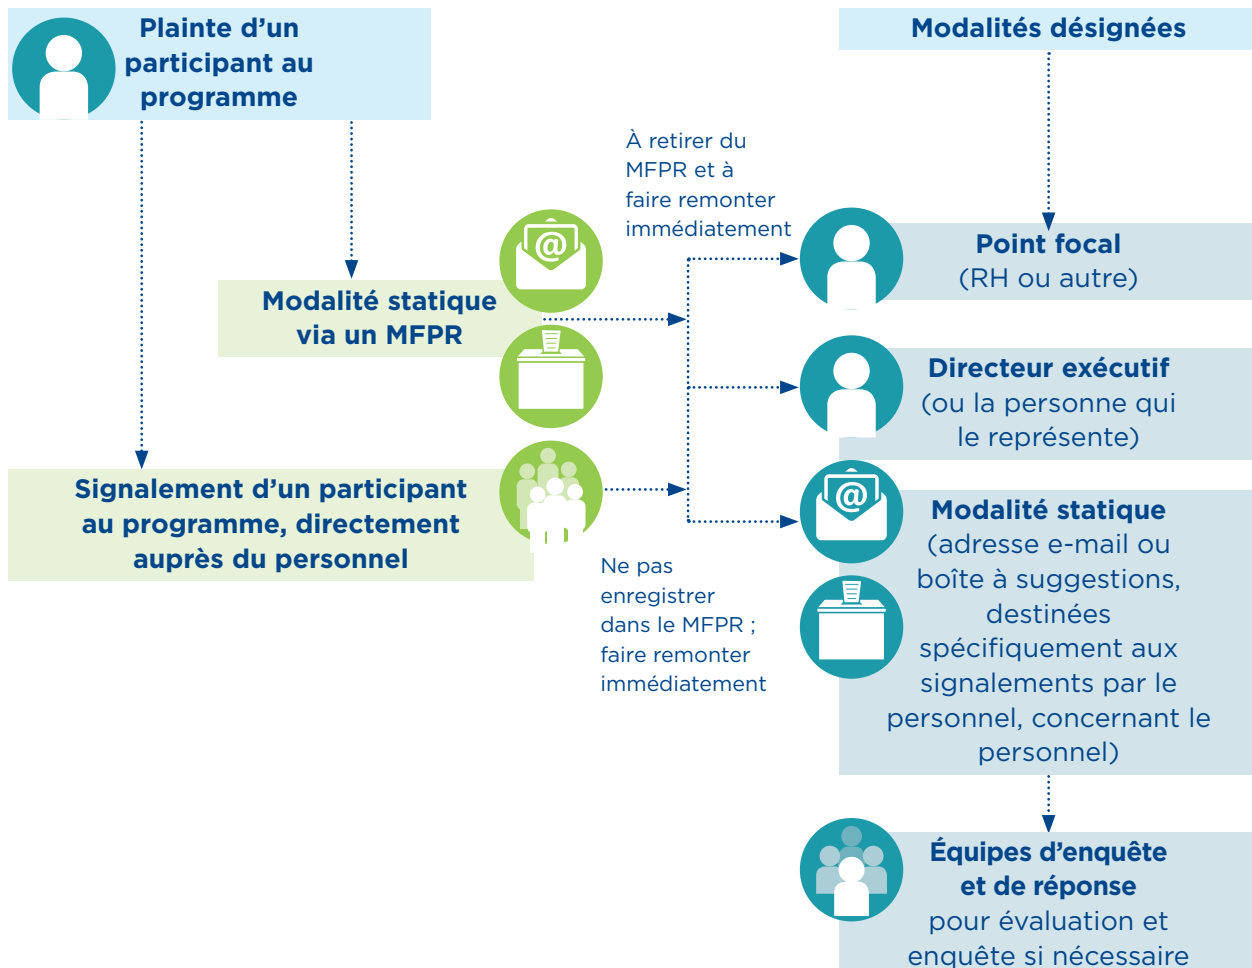 Plainte d’un
participant au
programme
Modalités désignées
À retirer du
MFPR et à
faire remonter
immédiatement
Point focal
(RH ou autre)
Modalité statique
via un MFPR
Directeur exécutif
(ou la personne qui
le représente)
Signalement d’un participant
au programme, directement
auprès du personnel
Ne pas
enregistrer
dans le MFPR ;
faire remonter
immédiatement
Modalité statique
(adresse e-mail ou
boîte à suggestions,
destinées
spécifiquement aux
signalements par le
personnel, concernant le
personnel)
Équipes d’enquête
et de réponse
pour évaluation et
enquête si nécessaire
@
@